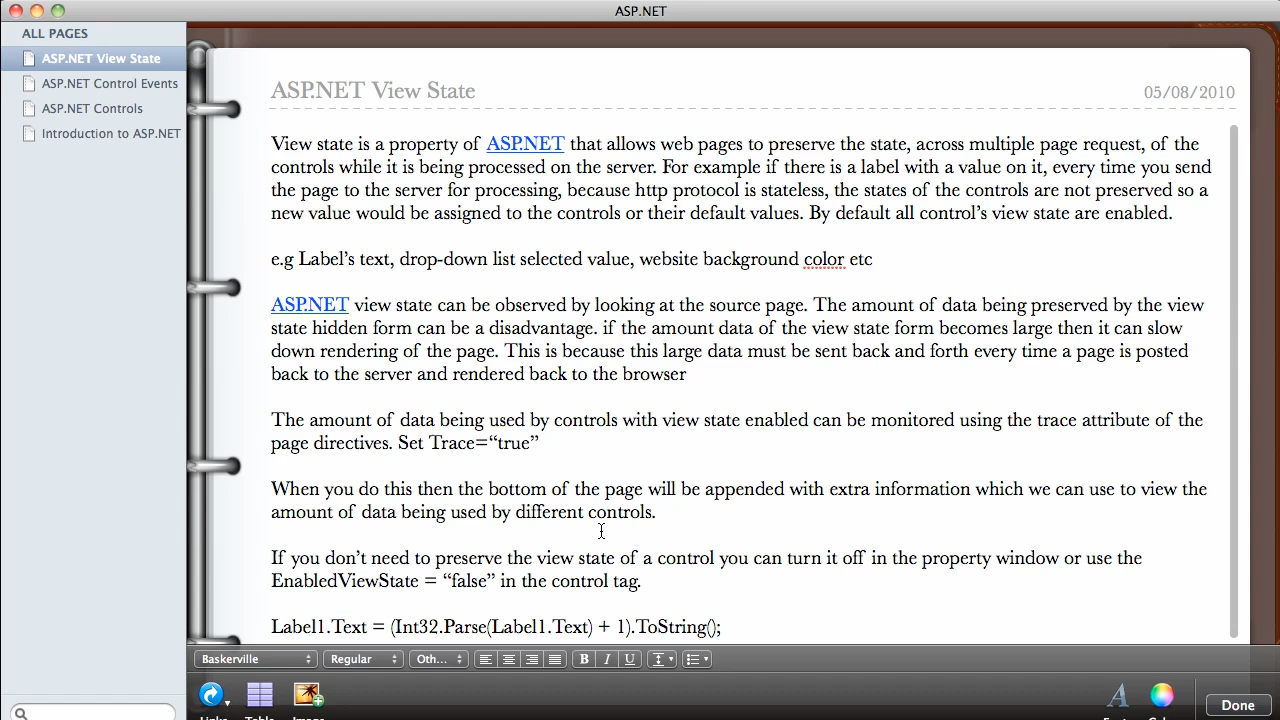 ASP.NET
ALL PAGES
ASP.NET View State
ASP.NET Control Events
ASP.NET Controls
Introduction to ASP.NET
ASP.NET View State
05/08/2010
View state is a property of ASP.NET that allows web pages to preserve the state, across multiple page request, of the
controls while it is being processed on the server. For example if there is a label with a value on it, every time you send
the page to the server for processing, because http protocol is stateless, the states of the controls are not preserved so a
new value would be assigned to the controls or their default values. By default all control's view state are enabled.
e.g Label's text, drop-down list selected value, website background color etc
ASP.NET view state can be observed by looking at the source page. The amount of data being preserved by the view
state hidden form can be a disadvantage. if the amount data of the view state form becomes large then it can slow
down rendering of the page. This is because this large data must be sent back and forth every time a page is posted
back to the server and rendered back to the browser
The amount of data being used by controls with view state enabled can be monitored using the trace attribute of the
page directives. Set Trace=“true”
When you do this then the bottom of the page will be appended with extra information which we can use to view the
amount of data being used by different controls.
If you don't need to preserve the view state of a control you can turn it off in the property window or use the
EnabledViewState = “false” in the control tag.
Label1.Text = (Int32.Parse(Label1.Text) + 1).ToString();
Baskerville
Regular
Oth...
B I U
A
Done